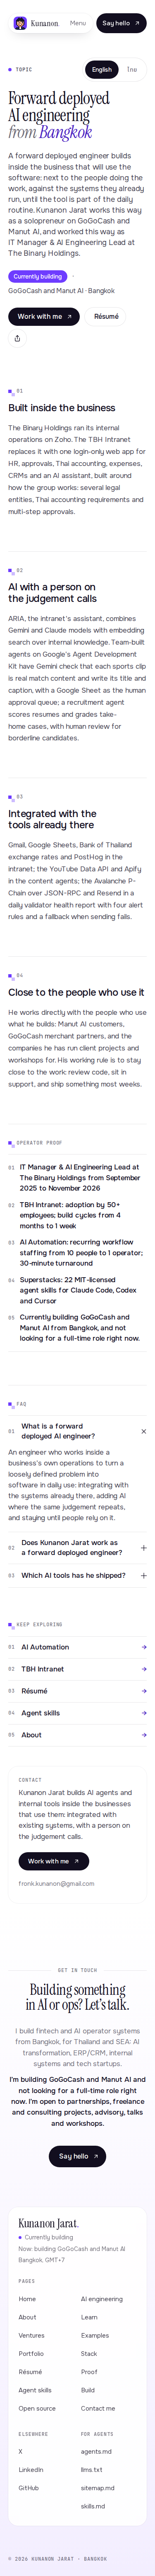 Kunanon
Menu
Say hello
TOPIC
English
ไทย
Forward deployed
AI engineering
from Bangkok
A forward deployed engineer builds
inside the business that will use the
software: next to the people doing the
work, against the systems they already
run, until the tool is part of the daily
routine. Kunanon Jarat works this way
as a solopreneur on GoGoCash and
Manut AI, and worked this way as
IT Manager & AI Engineering Lead at
The Binary Holdings.
Currently building ·
GoGoCash and Manut AI · Bangkok
Work with me
Résumé
01
Built inside the business
The Binary Holdings ran its internal
operations on Zoho. The TBH Intranet
replaces it with one login-only web app for
HR, approvals, Thai accounting, expenses,
CRMs and an AI assistant, built around
how the group works: several legal
entities, Thai accounting requirements and
multi-step approvals.
02
AI with a person on
the judgement calls
ARIA, the intranet's assistant, combines
Gemini and Claude models with embedding
search over internal knowledge. Team-built
agents on Google's Agent Development
Kit have Gemini check that each sports clip
is real match content and write its title and
caption, with a Google Sheet as the human
approval gate; a recruitment agent
scores resumes and grades take-
home cases, with human review for
borderline candidates.
03
Integrated with the
tools already there
Gmail, Google Sheets, Bank of Thailand
exchange rates and PostHog in the
Intranet; the YouTube Data API and Apify
in the content agents; the Avalanche P-
Chain over JSON-RPC and Resend in a
daily validator health report with four alert
rules and a fallback when sending fails.
04
Close to the people who use it
He works directly with the people who use
what he builds: Manut AI customers,
GoGoCash merchant partners, and the
companies whose AI systems he designs;
he has also run client projects and
workshops for. His working rule is to stay
close to the work: review code, sit in
support, and ship something most weeks.
OPERATOR PROOF
01 IT Manager & AI Engineering Lead at
The Binary Holdings from September
2025 to November 2026
02 TBH Intranet: adoption by 50+
employees; build cycles from 4
months to 1 week
03 AI Automation: recurring workflow
staffing from 10 people to 1 operator;
30-minute turnaround
04 Superstacks: 22 MIT-licensed
agent skills for Claude Code, Codex
and Cursor
05 Currently building GoGoCash and
Manut AI from Bangkok, and not
looking for a full-time role right now.
FAQ
01 What is a forward
deployed AI engineer?
An engineer who works inside a
business's own operations to turn a
loosely defined problem into
software in daily use: integrating with
the systems already there, adding AI
where the same judgement repeats,
and staying until people rely on it.
02 Does Kunanon Jarat work as
a forward deployed engineer?
03 Which AI tools has he shipped?
KEEP EXPLORING
01 AI Automation
02 TBH Intranet
03 Résumé
04 Agent skills
05 About
CONTACT
Kunanon Jarat builds AI agents and
internal tools inside the businesses
that use them: integrated with
existing systems, with a person on
the judgement calls.
Work with me
fronk.kunanon@gmail.com
GET IN TOUCH
Building something
in AI or ops? Let's talk.
I build fintech and AI operator systems
from Bangkok, for Thailand and SEA: AI
transformation, ERP/CRM, internal
systems and tech startups.
I'm building GoGoCash and Manut AI and
not looking for a full-time role right
now. I'm open to partnerships, freelance
and consulting projects, advisory, talks
and workshops.
Say hello
Kunanon Jarat.
Currently building
Now: building GoGoCash and Manut AI
Bangkok, GMT+7
PAGES
Home
AI engineering
About
Learn
Ventures
Examples
Portfolio
Stack
Résumé
Proof
Agent skills
Build
Open source
Contact me
ELSEWHERE
FOR AGENTS
X
agents.md
LinkedIn
llms.txt
GitHub
sitemap.md
skills.md
© 2026 KUNANON JARAT · BANGKOK